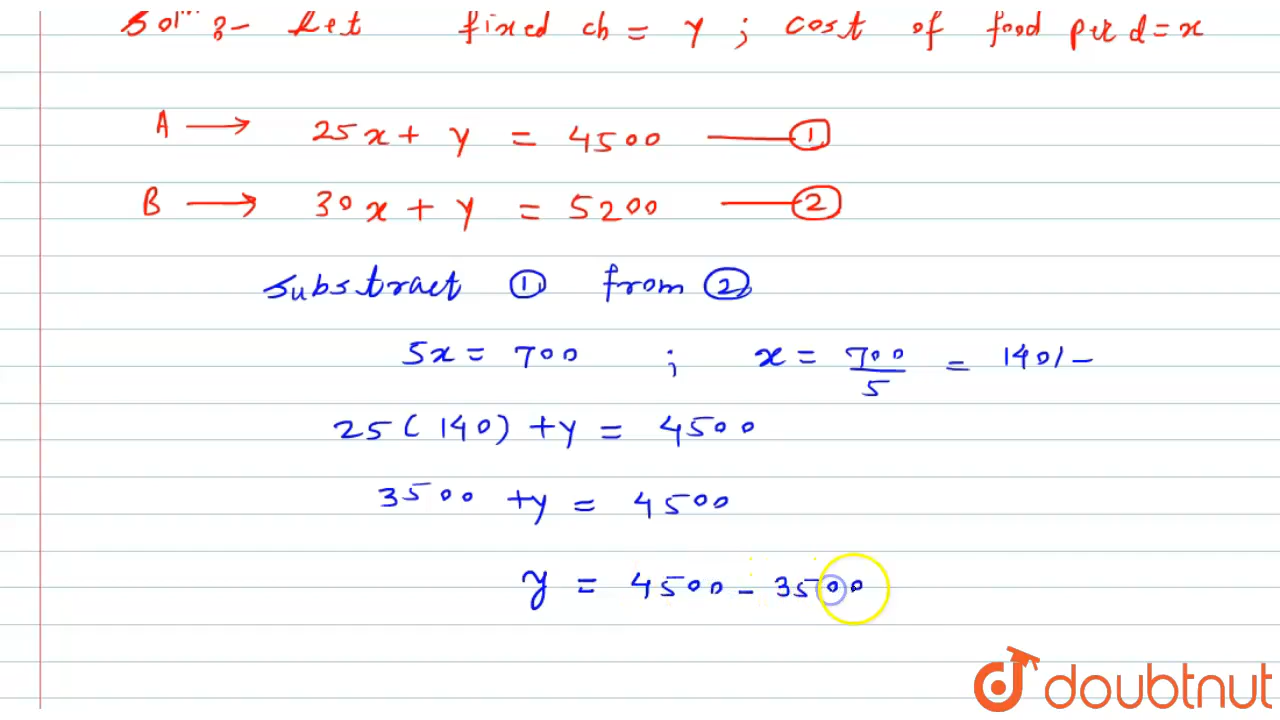 Soln :- Let fixed ch = y ; cost of food per d = x
A → 25x + y = 4500 — ①
B → 30x + y = 5200 — ②
Substract ① from ②
5x = 700 ; x = 700/5 = 140/-
25(140) + y = 4500
3500 + y = 4500
y = 4500 - 3500
doubtnut